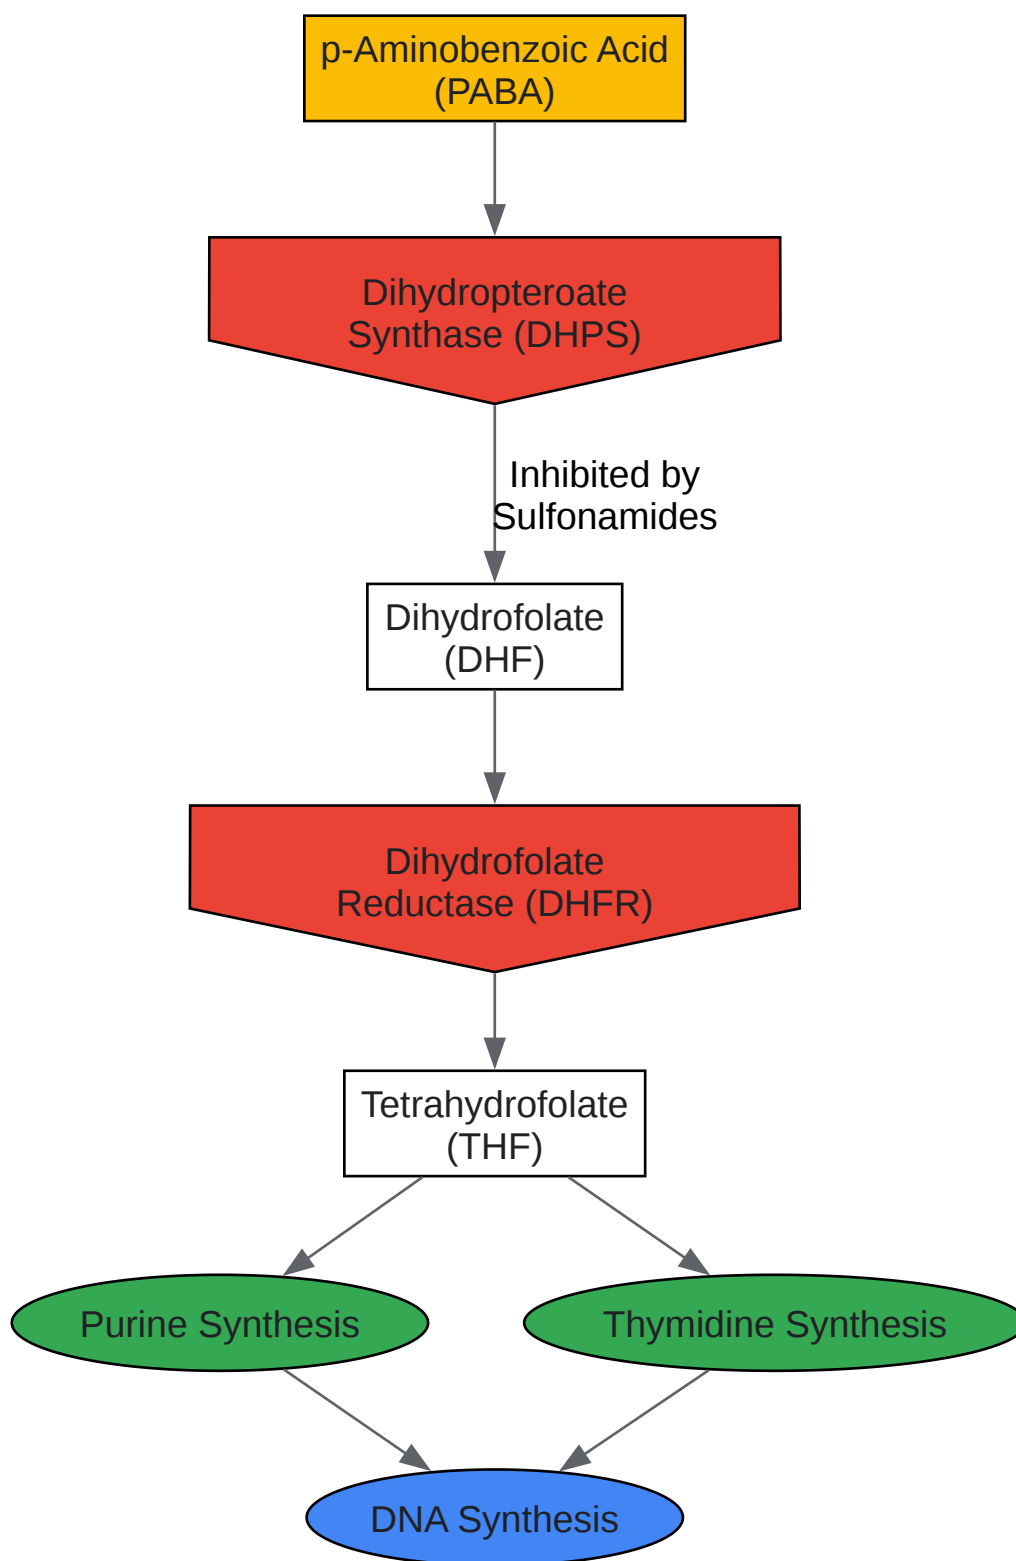 p-Aminobenzoic Acid
(PABA)
Dihydropteroate
Synthase (DHPS)
Inhibited by
Sulfonamides
Dihydrofolate
(DHF)
Dihydrofolate
Reductase (DHFR)
Tetrahydrofolate
(THF)
Purine Synthesis
Thymidine Synthesis
DNA Synthesis